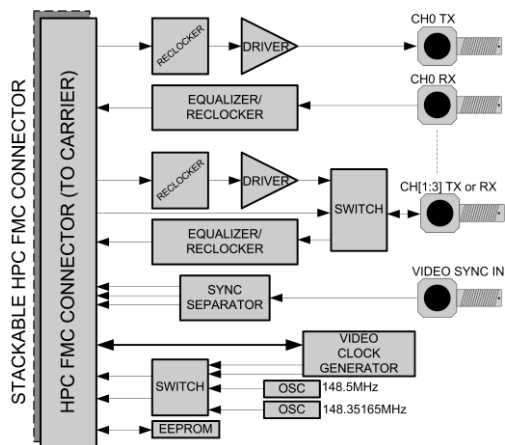 STACKABLE HPC FMC CONNECTOR
HPC FMC CONNECTOR (TO CARRIER)
CH0 TX
RECLOCKER
DRIVER
CH0 RX
EQUALIZER/
RECLOCKER
RECLOCKER
DRIVER
SWITCH
CH[1:3] TX or RX
EQUALIZER/
RECLOCKER
VIDEO SYNC IN
SYNC
SEPARATOR
VIDEO
CLOCK
GENERATOR
SWITCH
OSC
148.5MHz
OSC
148.35165MHz
EEPROM